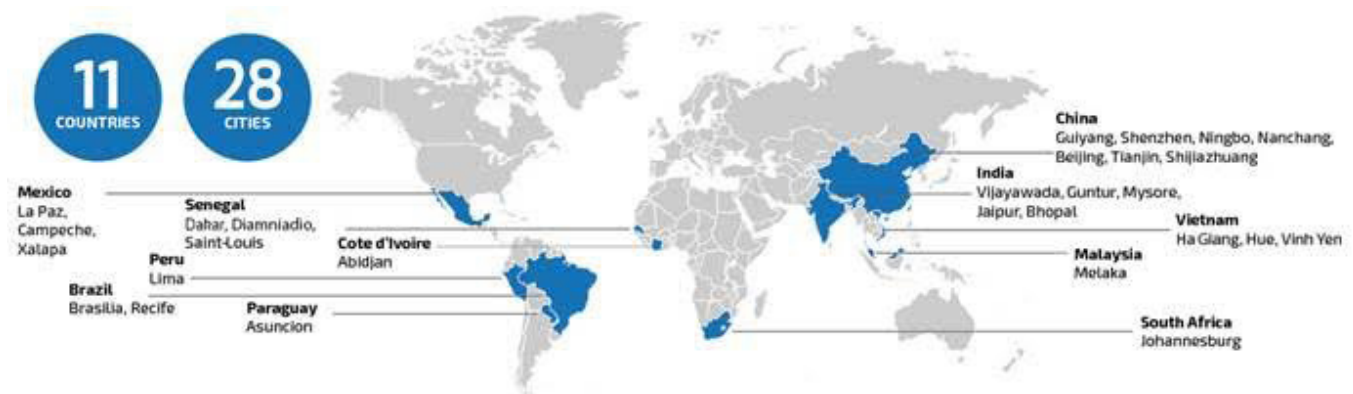 11
COUNTRIES
28
CITIES
Mexico
La Paz,
Campeche,
Xalapa
Senegal
Dakar, Diamniadio,
Saint-Louis
Cote d'Ivoire
Abidjan
Peru
Lima
Brazil
Brasilia, Recife
Paraguay
Asuncion
China
Guiyang, Shenzhen, Ningbo, Nanchang,
Beijing, Tianjin, Shijiazhuang
India
Vijayawada, Guntur, Mysore,
Jaipur, Bhopal
Vietnam
Ha Giang, Hue, Vinh Yen
Malaysia
Melaka
South Africa
Johannesburg